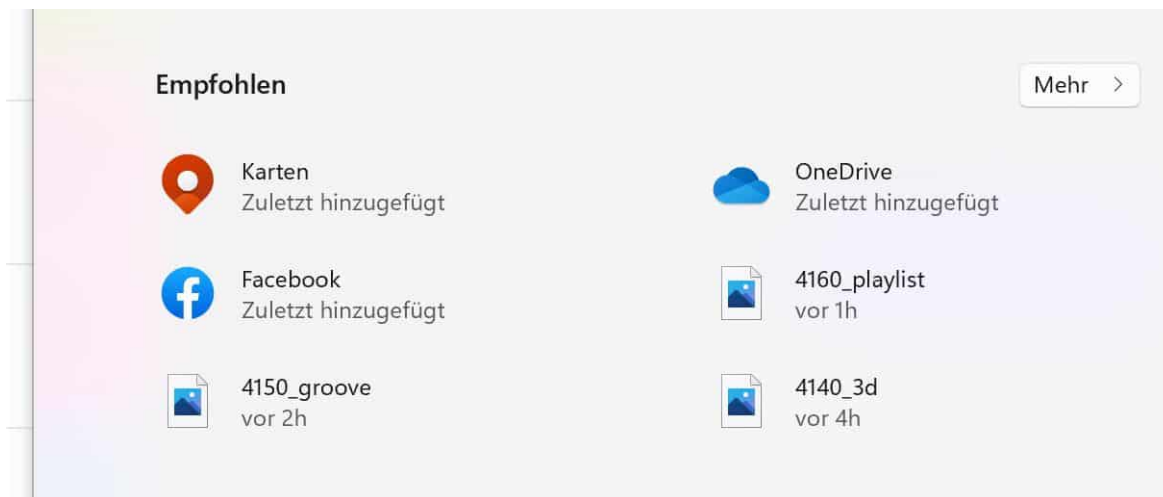 Empfohlen
Mehr
Karten
Zuletzt hinzugefügt
OneDrive
Zuletzt hinzugefügt
Facebook
Zuletzt hinzugefügt
4160_playlist
vor 1h
4150_groove
vor 2h
4140_3d
vor 4h